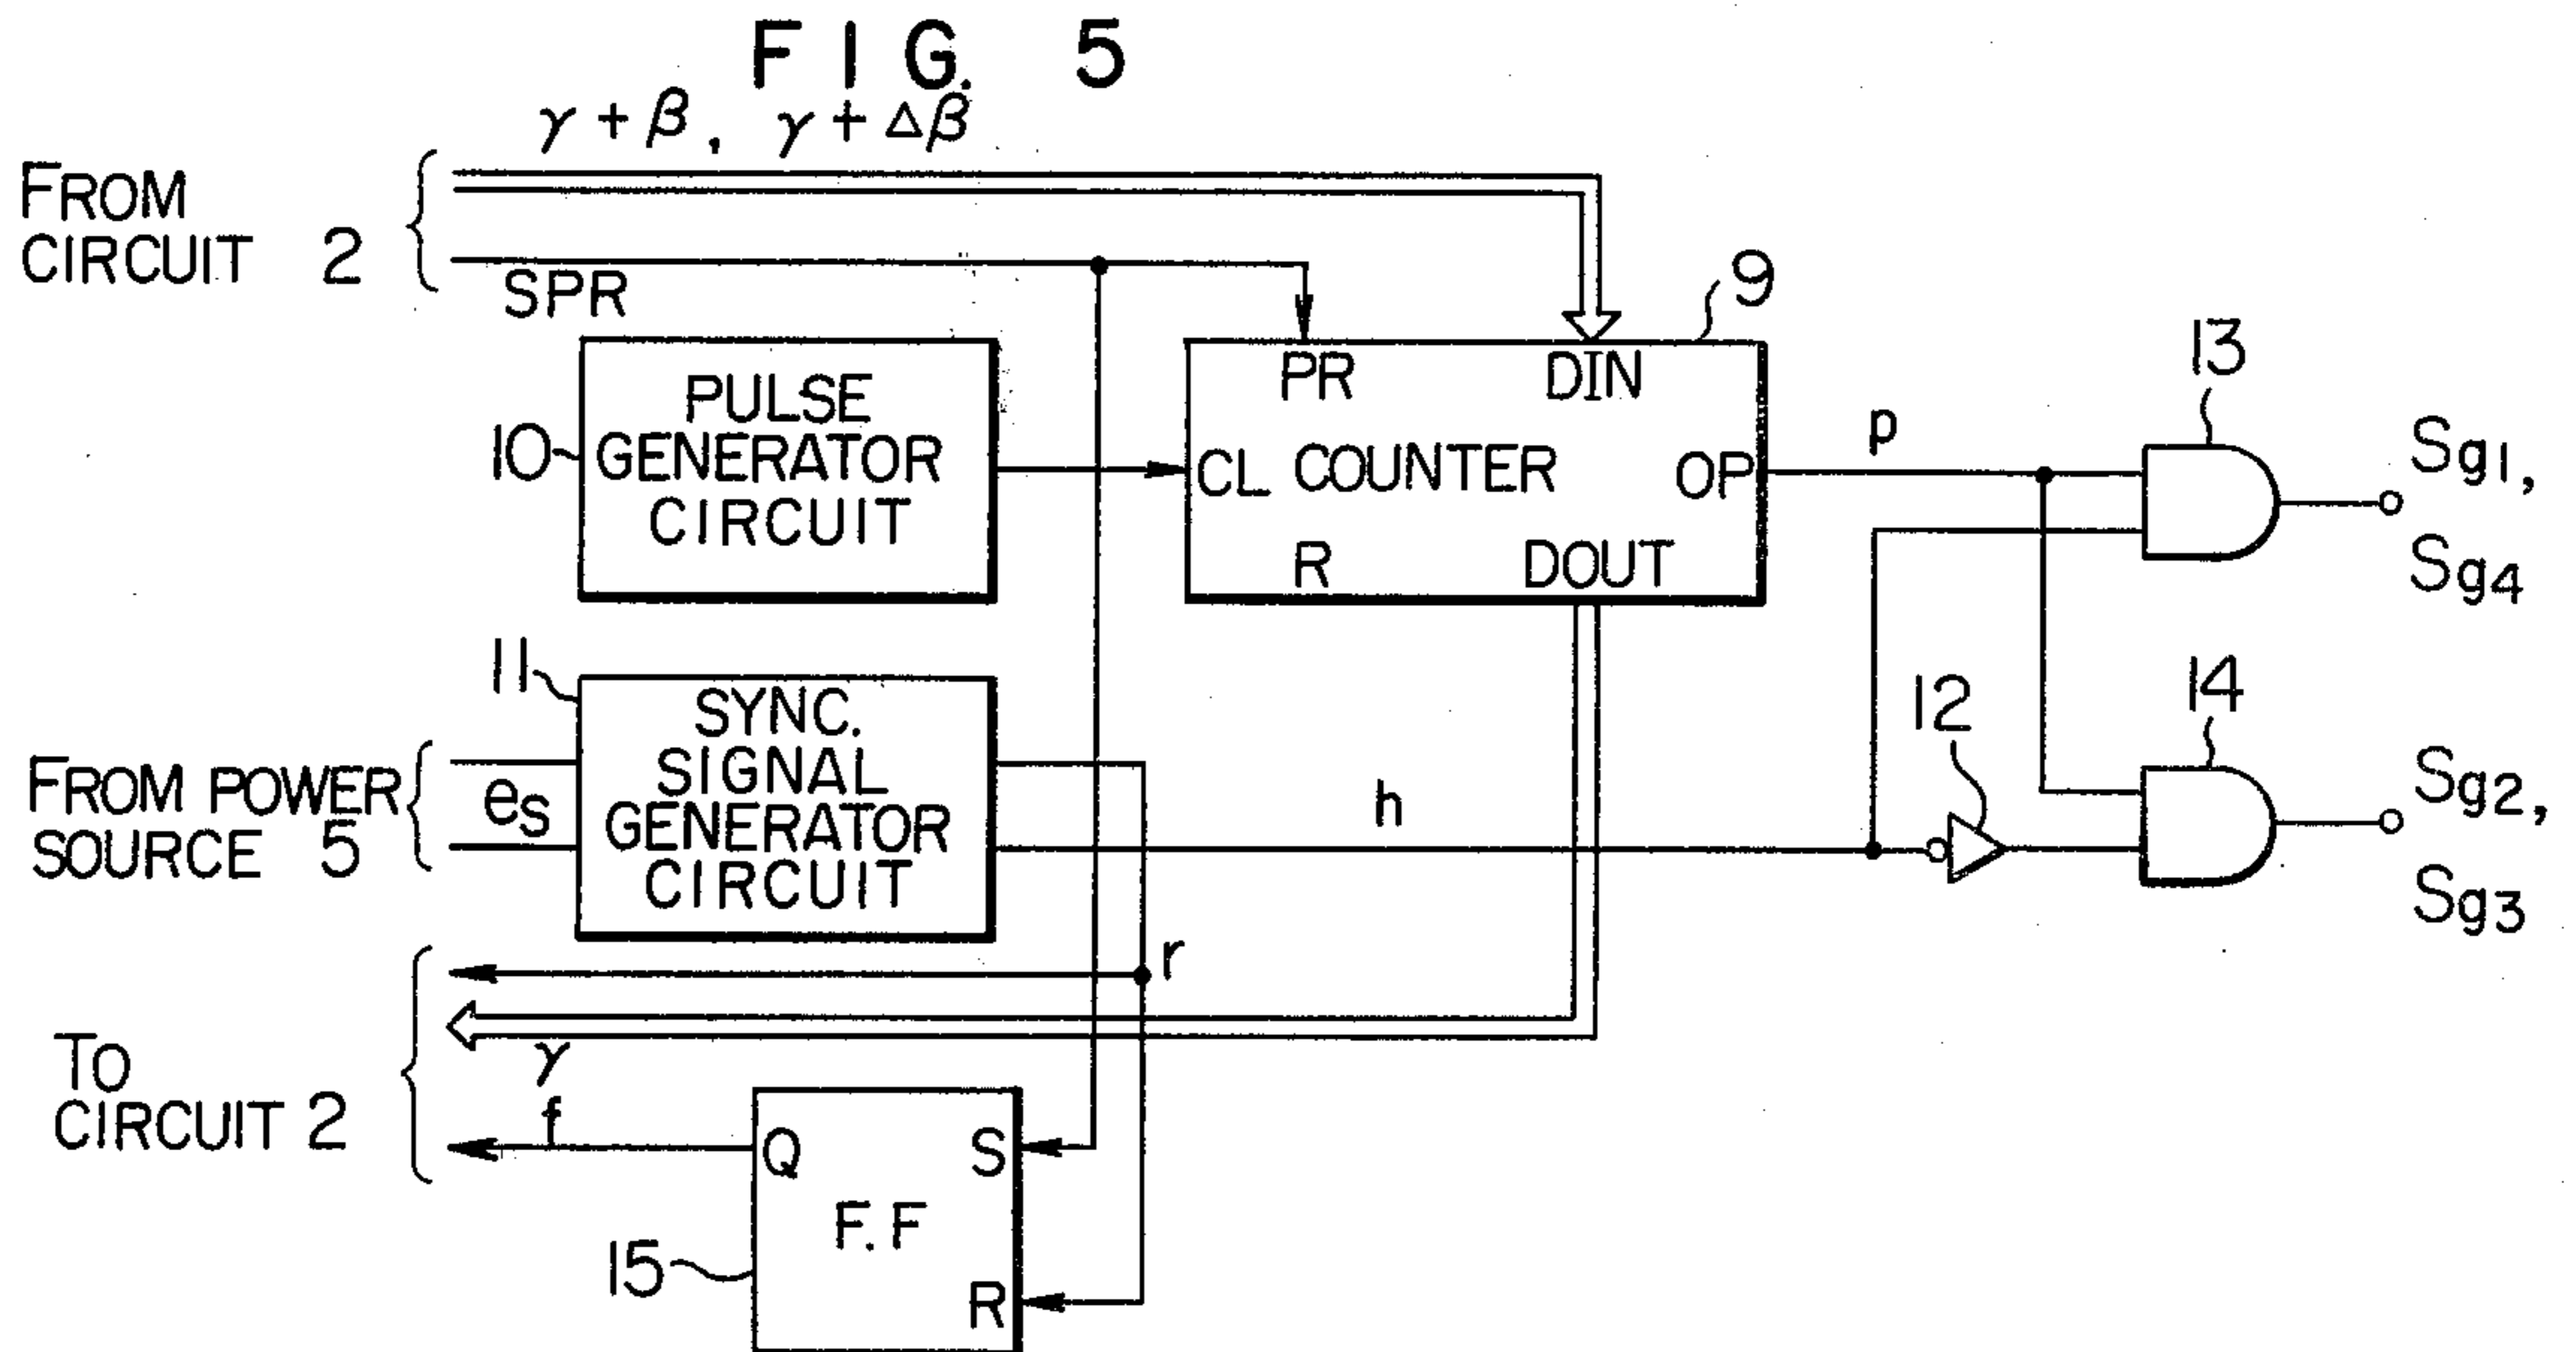 FIG. 5
γ + β, γ + Δβ
FROM
CIRCUIT 2
SPR
9
PR DIN
CL COUNTER OP
R DOUT
10
PULSE
GENERATOR
CIRCUIT
p
13
Sg1,
Sg4
11
SYNC.
SIGNAL
GENERATOR
CIRCUIT
FROM POWER
SOURCE 5
es
h
12
14
Sg2,
Sg3
r
TO
CIRCUIT 2
γ
f
Q S
F.F
R
15